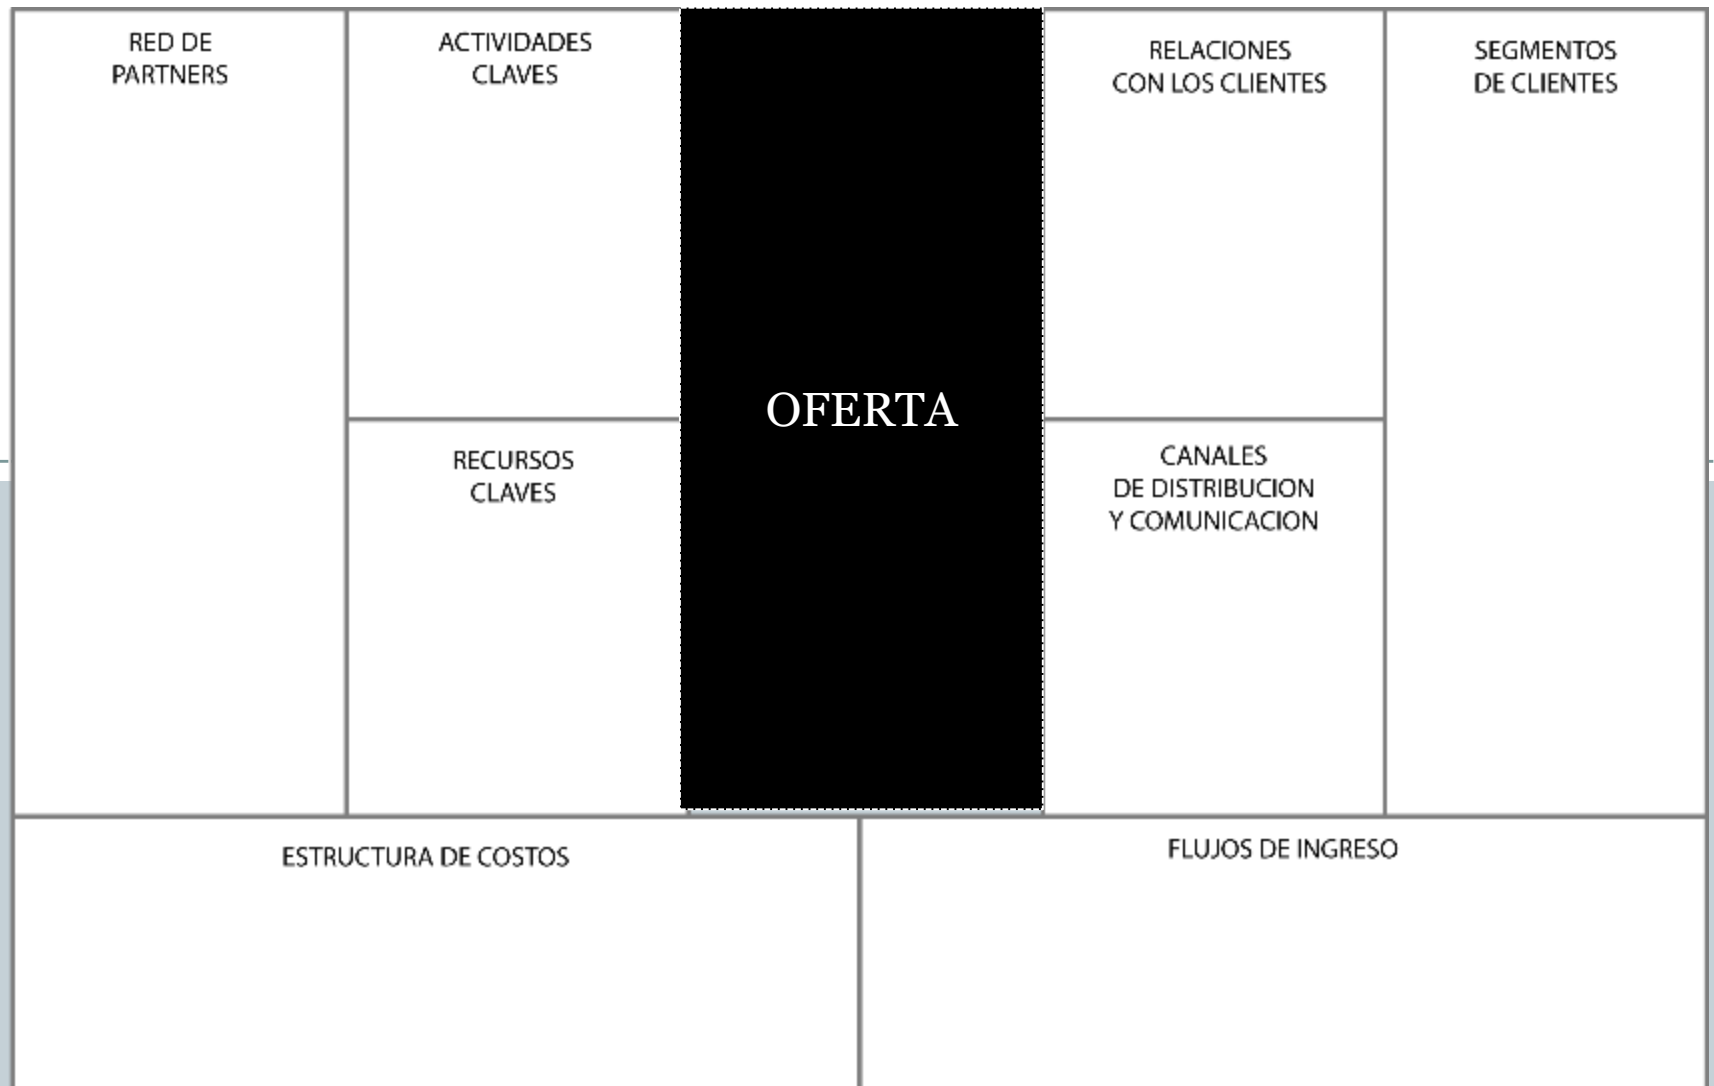 RED DE
PARTNERS
ACTIVIDADES
CLAVES
RECURSOS
CLAVES
OFERTA
RELACIONES
CON LOS CLIENTES
CANALES
DE DISTRIBUCION
Y COMUNICACION
SEGMENTOS
DE CLIENTES
ESTRUCTURA DE COSTOS
FLUJOS DE INGRESO